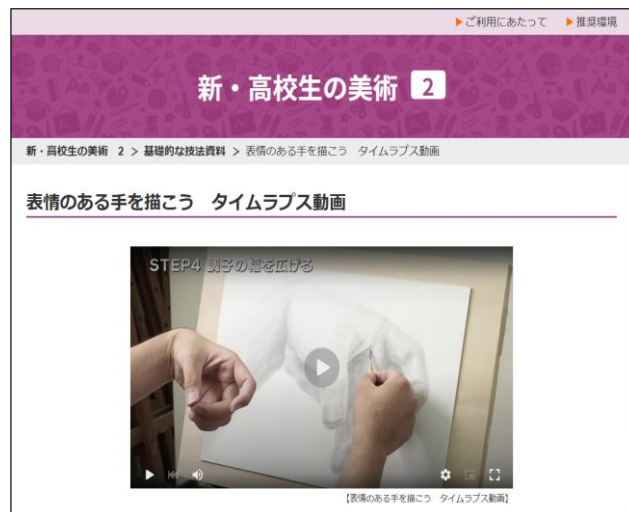 ▶ご利用にあたって ▶推奨環境
新・高校生の美術 2
新・高校生の美術 2 > 基礎的な技法資料 > 表情のある手を描こう タイムラプス動画
表情のある手を描こう タイムラプス動画
STEP4 調子の幅を広げる
【表情のある手を描こう タイムラプス動画】